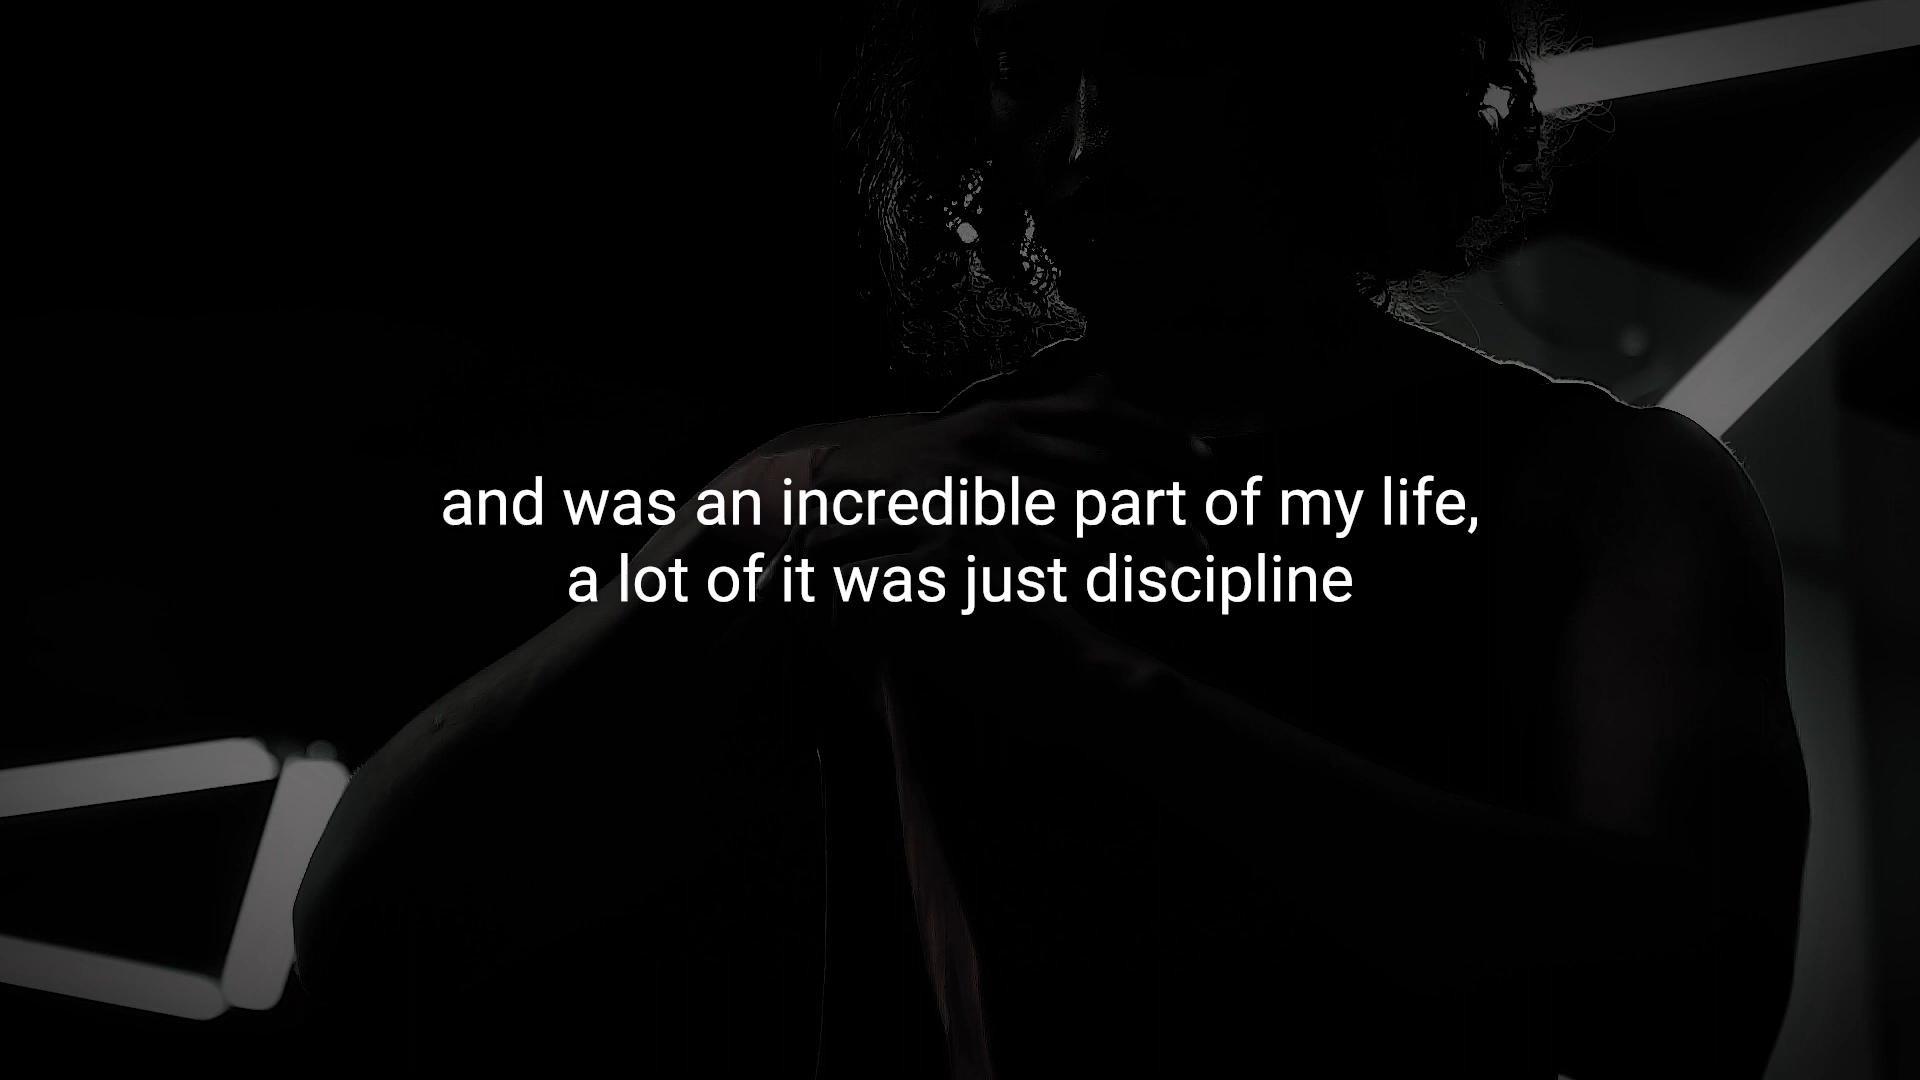 and was an incredible part of my life,
a lot of it was just discipline